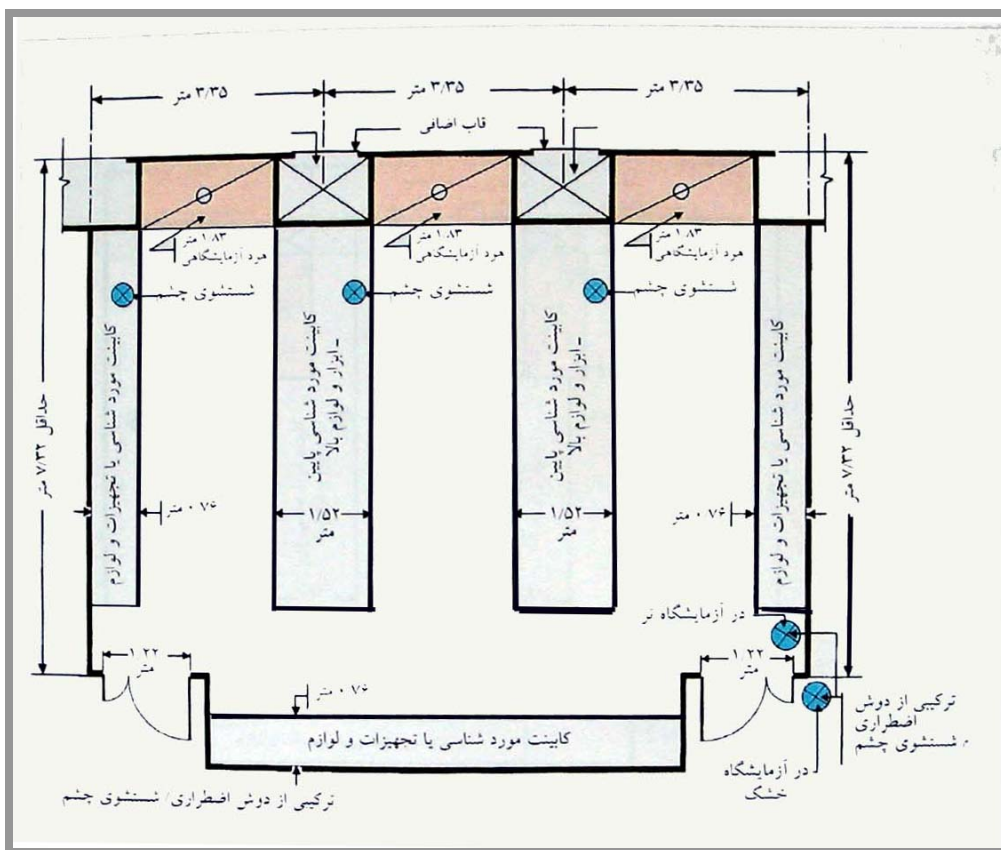 ۳/۳۵ متر
۳/۳۵ متر
۳/۳۵ متر
قاب اضافی
۱.۸۳ متر
هود آزمایشگاهی
۱.۸۳ متر
هود آزمایشگاهی
۱.۸۳ متر
هود آزمایشگاهی
شستشوی چشم
شستشوی چشم
شستشوی چشم
کابینت مورد شناسی یا تجهیزات و لوازم
کابینت مورد شناسی پایین
-ابزار و لوازم بالا
کابینت مورد شناسی پایین
-ابزار و لوازم بالا
کابینت مورد شناسی یا تجهیزات و لوازم
حداقل ۷/۳۲ متر
حداقل ۷/۳۲ متر
۰.۷۶ متر
۱/۵۲
متر
۱/۵۲
متر
۰.۷۶ متر
در آزمایشگاه تر
۱.۲۲
متر
۱.۲۲
متر
۰.۷۶ متر
کابینت مورد شناسی یا تجهیزات و لوازم
ترکیبی از دوش اضطراری/ شستشوی چشم
ترکیبی از دوش
اضطراری
/ شستشوی چشم
در آزمایشگاه
خشک